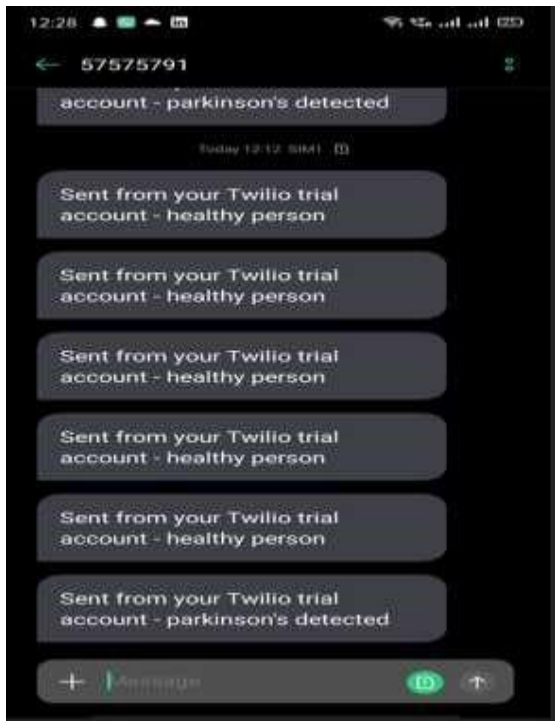 12:28
57575791
account - parkinson's detected
Today 12:12 SIM1
Sent from your Twilio trial
account - healthy person
Sent from your Twilio trial
account - healthy person
Sent from your Twilio trial
account - healthy person
Sent from your Twilio trial
account - healthy person
Sent from your Twilio trial
account - healthy person
Sent from your Twilio trial
account - parkinson's detected
Message